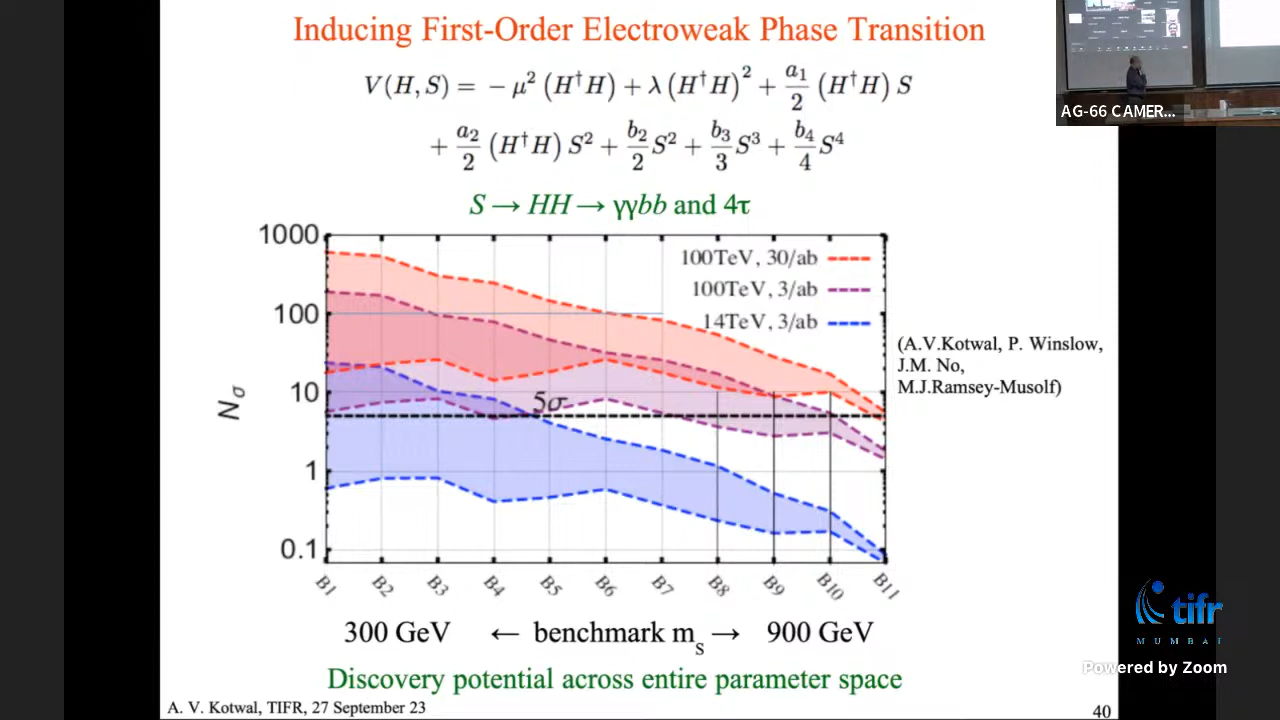 Inducing First-Order Electroweak Phase Transition
V(H, S) = − μ² (H†H) + λ (H†H)² + a₁/2 (H†H) S
+ a₂/2 (H†H) S² + b₂/2 S² + b₃/3 S³ + b₄/4 S⁴
AG-66 CAMER...
S → HH → γγbb and 4τ
1000
100
10
1
0.1
Nσ
100TeV, 30/ab
100TeV, 3/ab
14TeV, 3/ab
5σ
(A.V.Kotwal, P. Winslow,
J.M. No,
M.J.Ramsey-Musolf)
B1 B2 B3 B4 B5 B6 B7 B8 B9 B10 B11
300 GeV ← benchmark mS → 900 GeV
Discovery potential across entire parameter space
A. V. Kotwal, TIFR, 27 September 23
40
tifr
MUMBAI
Powered by Zoom